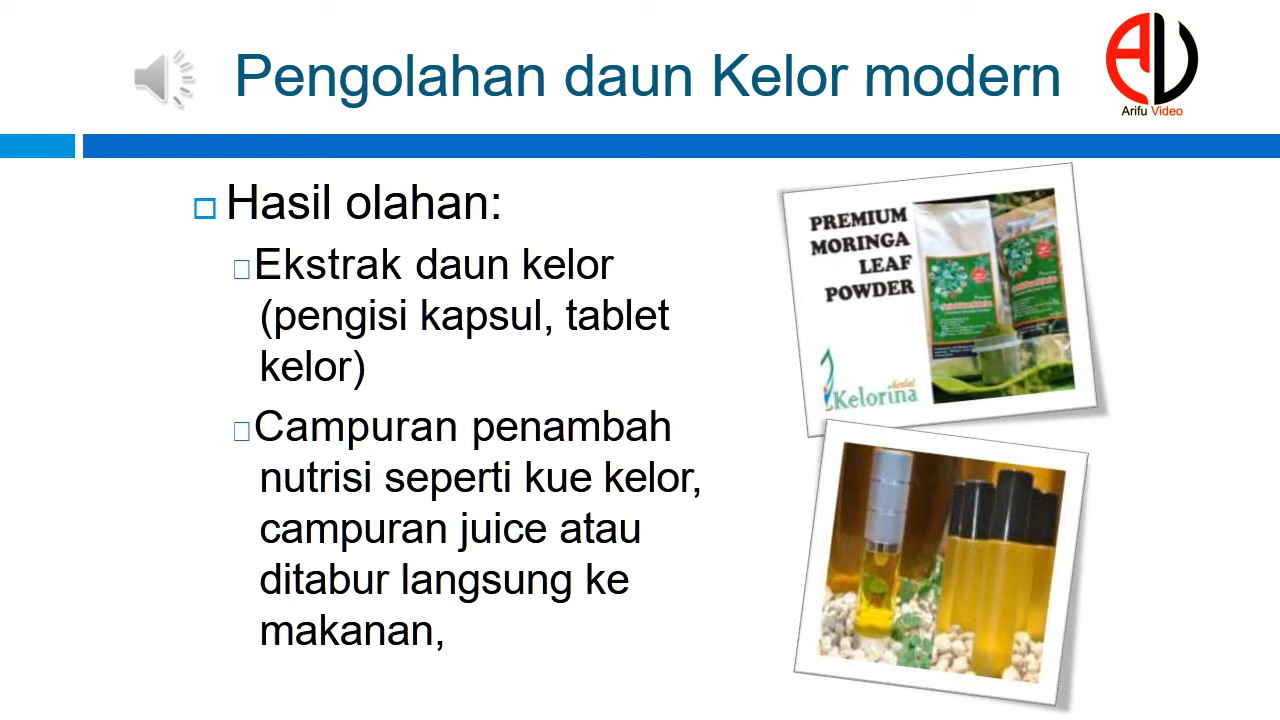 Pengolahan daun Kelor modern
Arifu Video
Hasil olahan:
Ekstrak daun kelor
(pengisi kapsul, tablet
kelor)
Campuran penambah
nutrisi seperti kue kelor,
campuran juice atau
ditabur langsung ke
makanan,
PREMIUM
MORINGA
LEAF
POWDER
herbal
Kelorina